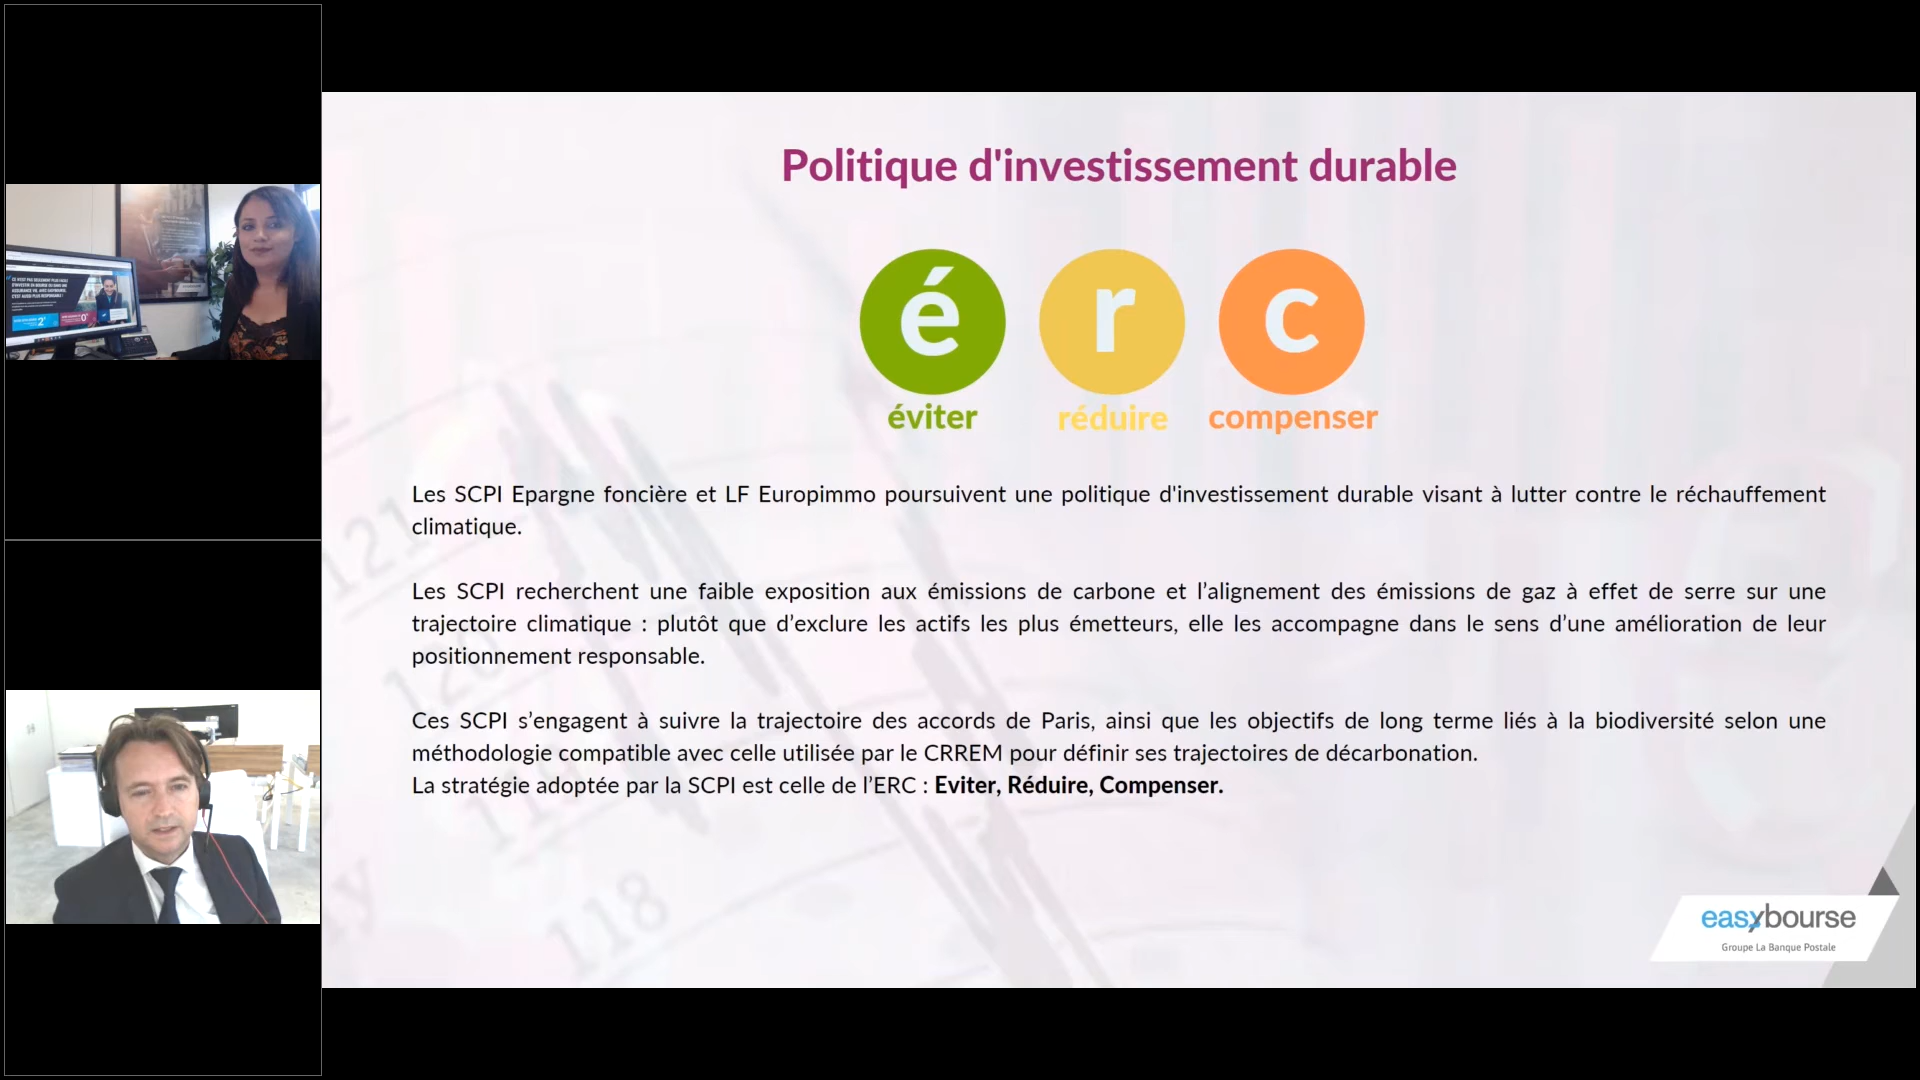 Politique d'investissement durable
é r c
éviter réduire compenser
Les SCPI Epargne foncière et LF Europimmo poursuivent une politique d'investissement durable visant à lutter contre le réchauffement
climatique.
Les SCPI recherchent une faible exposition aux émissions de carbone et l’alignement des émissions de gaz à effet de serre sur une
trajectoire climatique : plutôt que d’exclure les actifs les plus émetteurs, elle les accompagne dans le sens d’une amélioration de leur
positionnement responsable.
Ces SCPI s’engagent à suivre la trajectoire des accords de Paris, ainsi que les objectifs de long terme liés à la biodiversité selon une
méthodologie compatible avec celle utilisée par le CRREM pour définir ses trajectoires de décarbonation.
La stratégie adoptée par la SCPI est celle de l’ERC : Eviter, Réduire, Compenser.
easybourse
Groupe La Banque Postale
121
120
119
118